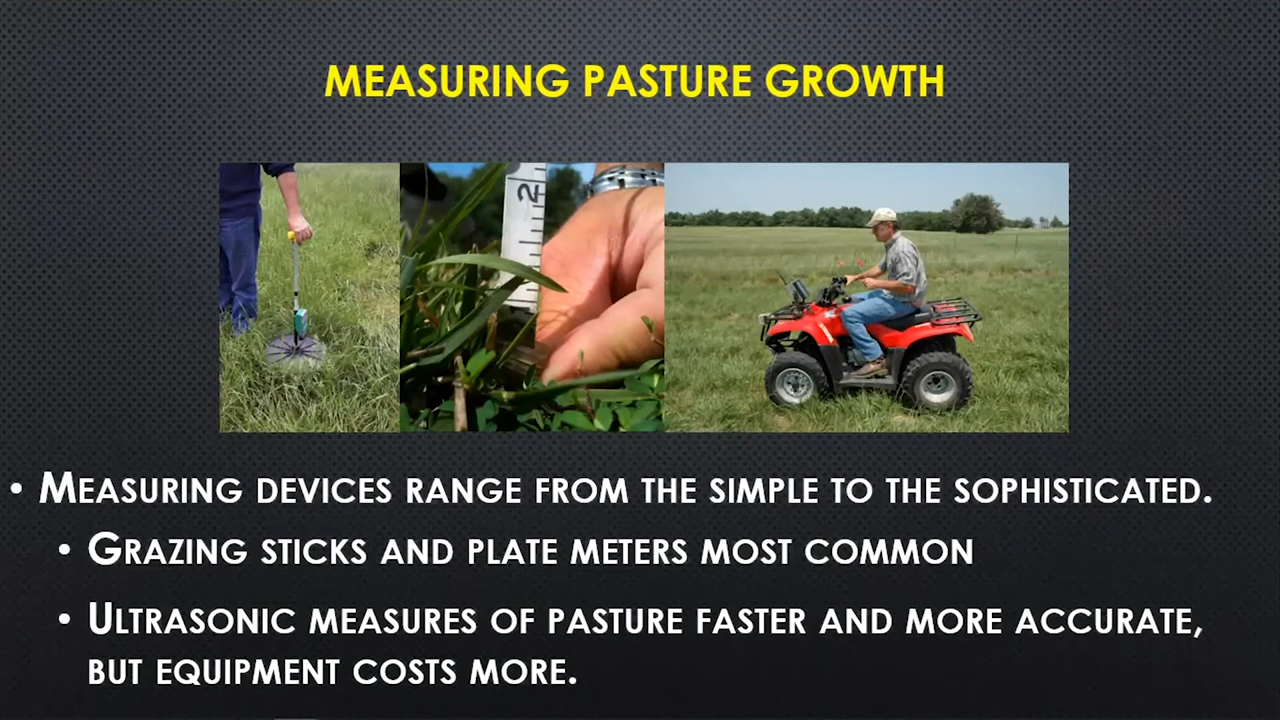 MEASURING PASTURE GROWTH
2
• MEASURING DEVICES RANGE FROM THE SIMPLE TO THE SOPHISTICATED.
• GRAZING STICKS AND PLATE METERS MOST COMMON
• ULTRASONIC MEASURES OF PASTURE FASTER AND MORE ACCURATE,
BUT EQUIPMENT COSTS MORE.